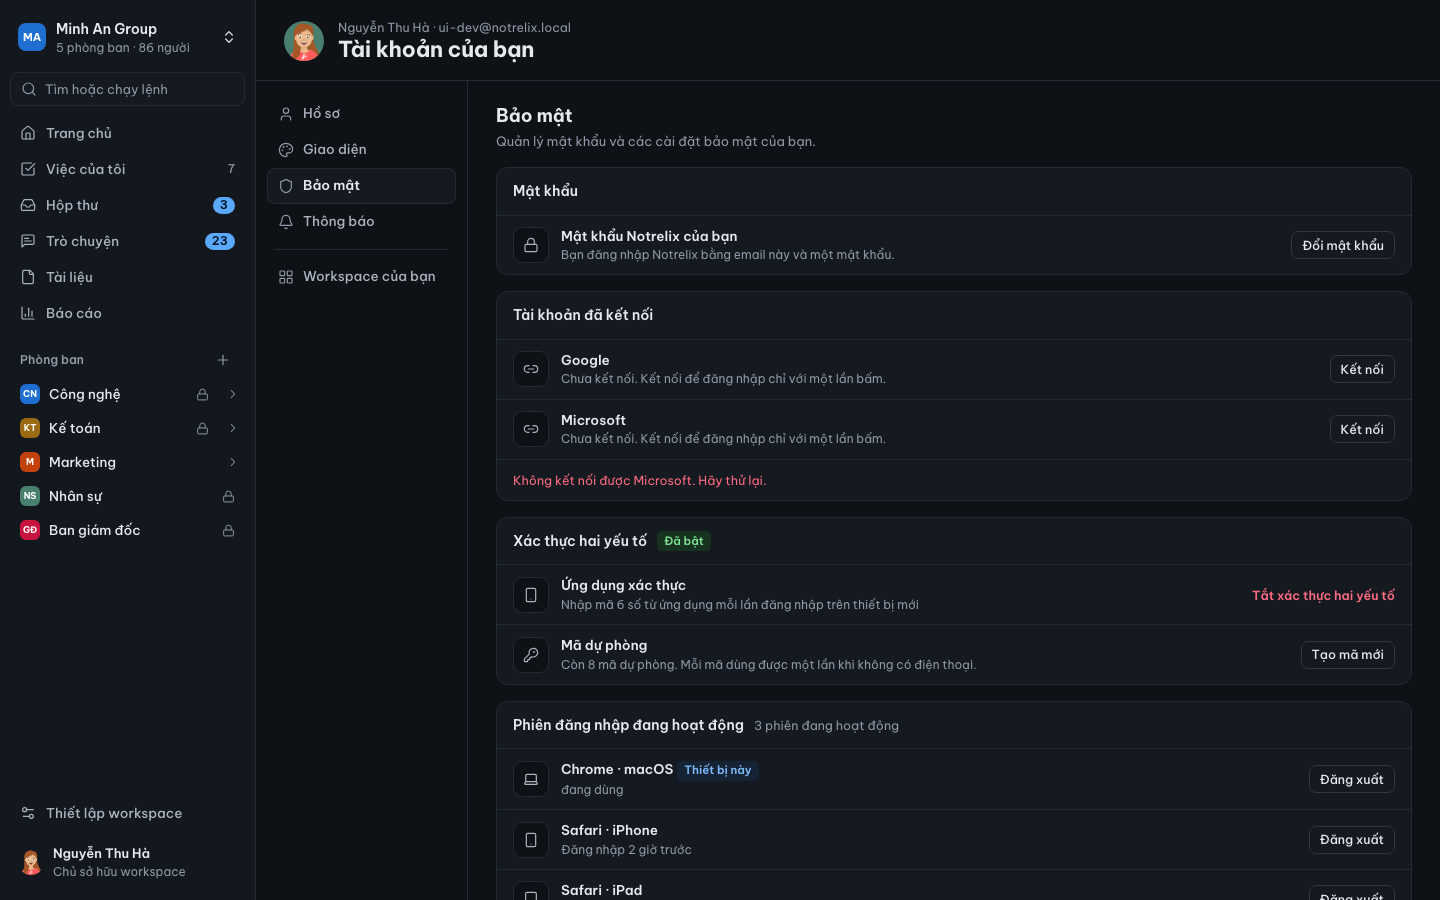 MA
Minh An Group
5 phòng ban · 86 người
Tìm hoặc chạy lệnh
Trang chủ
Việc của tôi 7
Hộp thư 3
Trò chuyện 23
Tài liệu
Báo cáo
Phòng ban
CN Công nghệ
KT Kế toán
M Marketing
NS Nhân sự
GĐ Ban giám đốc
Thiết lập workspace
Nguyễn Thu Hà
Chủ sở hữu workspace
Nguyễn Thu Hà · ui-dev@notrelix.local
Tài khoản của bạn
Hồ sơ
Giao diện
Bảo mật
Thông báo
Workspace của bạn
Bảo mật
Quản lý mật khẩu và các cài đặt bảo mật của bạn.
Mật khẩu
Mật khẩu Notrelix của bạn
Bạn đăng nhập Notrelix bằng email này và một mật khẩu.
Đổi mật khẩu
Tài khoản đã kết nối
Google
Chưa kết nối. Kết nối để đăng nhập chỉ với một lần bấm.
Kết nối
Microsoft
Chưa kết nối. Kết nối để đăng nhập chỉ với một lần bấm.
Kết nối
Không kết nối được Microsoft. Hãy thử lại.
Xác thực hai yếu tố Đã bật
Ứng dụng xác thực
Nhập mã 6 số từ ứng dụng mỗi lần đăng nhập trên thiết bị mới
Tắt xác thực hai yếu tố
Mã dự phòng
Còn 8 mã dự phòng. Mỗi mã dùng được một lần khi không có điện thoại.
Tạo mã mới
Phiên đăng nhập đang hoạt động 3 phiên đang hoạt động
Chrome · macOS Thiết bị này
đang dùng
Đăng xuất
Safari · iPhone
Đăng nhập 2 giờ trước
Đăng xuất
Safari · iPad
Đăng xuất